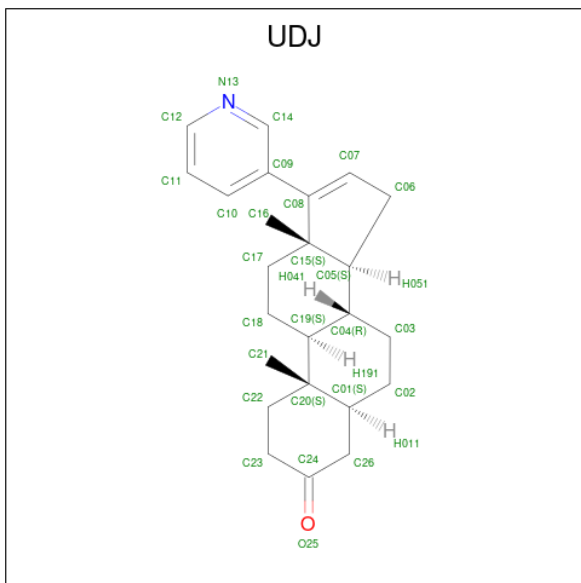 UDJ
N13
C12 C14
C09 C07
C11 C06
C08
C10 C16
C17 C15(S)
C05(S)
H041 H H H051
C19(S) C03
C18 C04(R)
C21 H H191
C01(S) C02
C22 C20(S)
H
H011
C24
C23 C26
O
O25